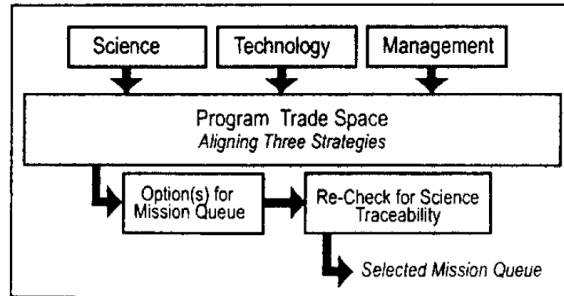 Science
Technology
Management
Program Trade Space
Aligning Three Strategies
Option(s) for
Mission Queue
Re-Check for Science
Traceability
Selected Mission Queue